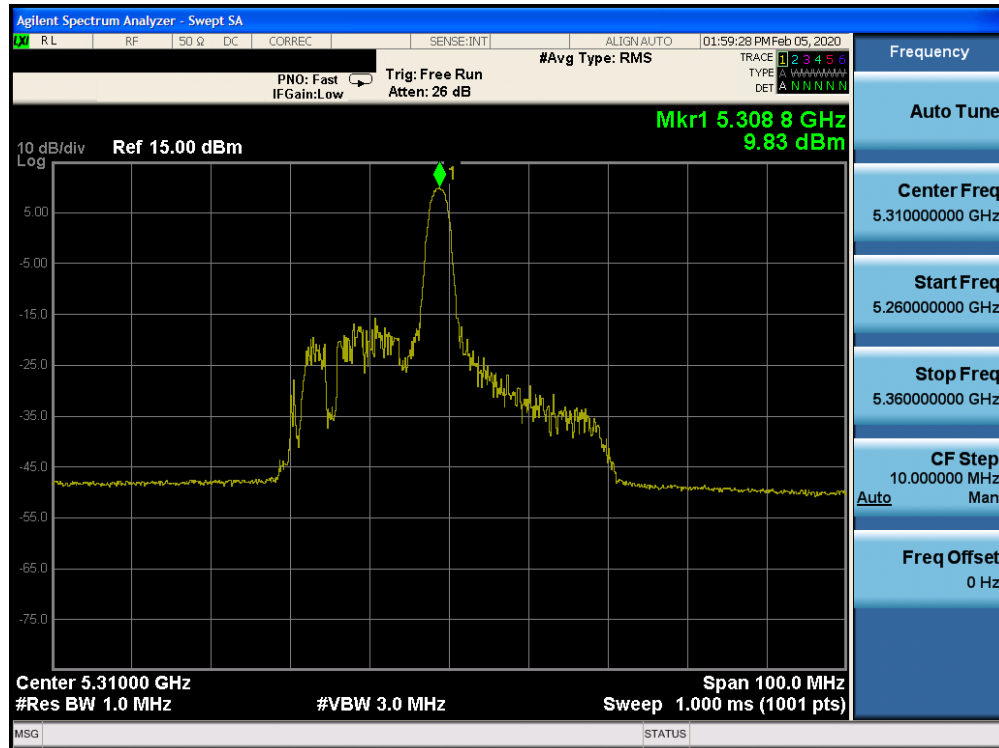 Agilent Spectrum Analyzer - Swept SA
LXI RL RF 50 Ω DC CORREC SENSE:INT ALIGN AUTO 01:59:28 PM Feb 05, 2020
#Avg Type: RMS
TRACE 1 2 3 4 5 6
TYPE A WWWWW
DET A N N N N N
PNO: Fast
IFGain:Low
Trig: Free Run
Atten: 26 dB
Mkr1 5.308 8 GHz
9.83 dBm
10 dB/div Ref 15.00 dBm
Log
1
5.00
-5.00
-15.0
-25.0
-35.0
-45.0
-55.0
-65.0
-75.0
Center 5.31000 GHz
Span 100.0 MHz
#Res BW 1.0 MHz
#VBW 3.0 MHz
Sweep 1.000 ms (1001 pts)
MSG
STATUS
Frequency
Auto Tune
Center Freq
5.310000000 GHz
Start Freq
5.260000000 GHz
Stop Freq
5.360000000 GHz
CF Step
10.000000 MHz
Auto Man
Freq Offset
0 Hz